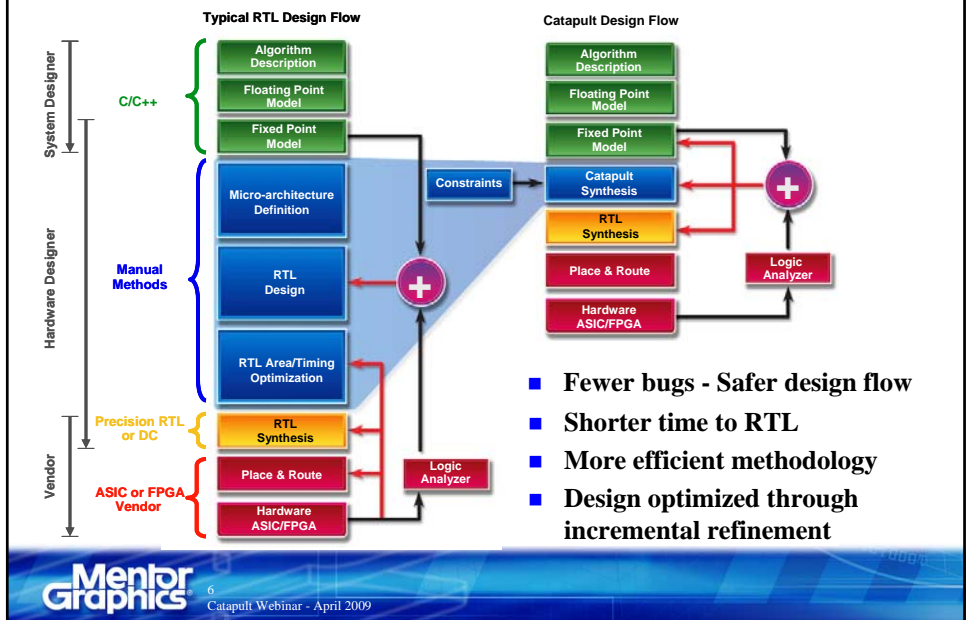 Typical RTL Design Flow
Catapult Design Flow
System Designer
Hardware Designer
Vendor
C/C++
Manual
Methods
Precision RTL
or DC
ASIC or FPGA
Vendor
Algorithm
Description
Floating Point
Model
Fixed Point
Model
Micro-architecture
Definition
RTL
Design
RTL Area/Timing
Optimization
RTL
Synthesis
Place & Route
Hardware
ASIC/FPGA
+
Logic
Analyzer
Constraints
Algorithm
Description
Floating Point
Model
Fixed Point
Model
Catapult
Synthesis
RTL
Synthesis
Place & Route
Hardware
ASIC/FPGA
+
Logic
Analyzer
■ Fewer bugs - Safer design flow
■ Shorter time to RTL
■ More efficient methodology
■ Design optimized through
incremental refinement
Mentor
Graphics
6
Catapult Webinar - April 2009